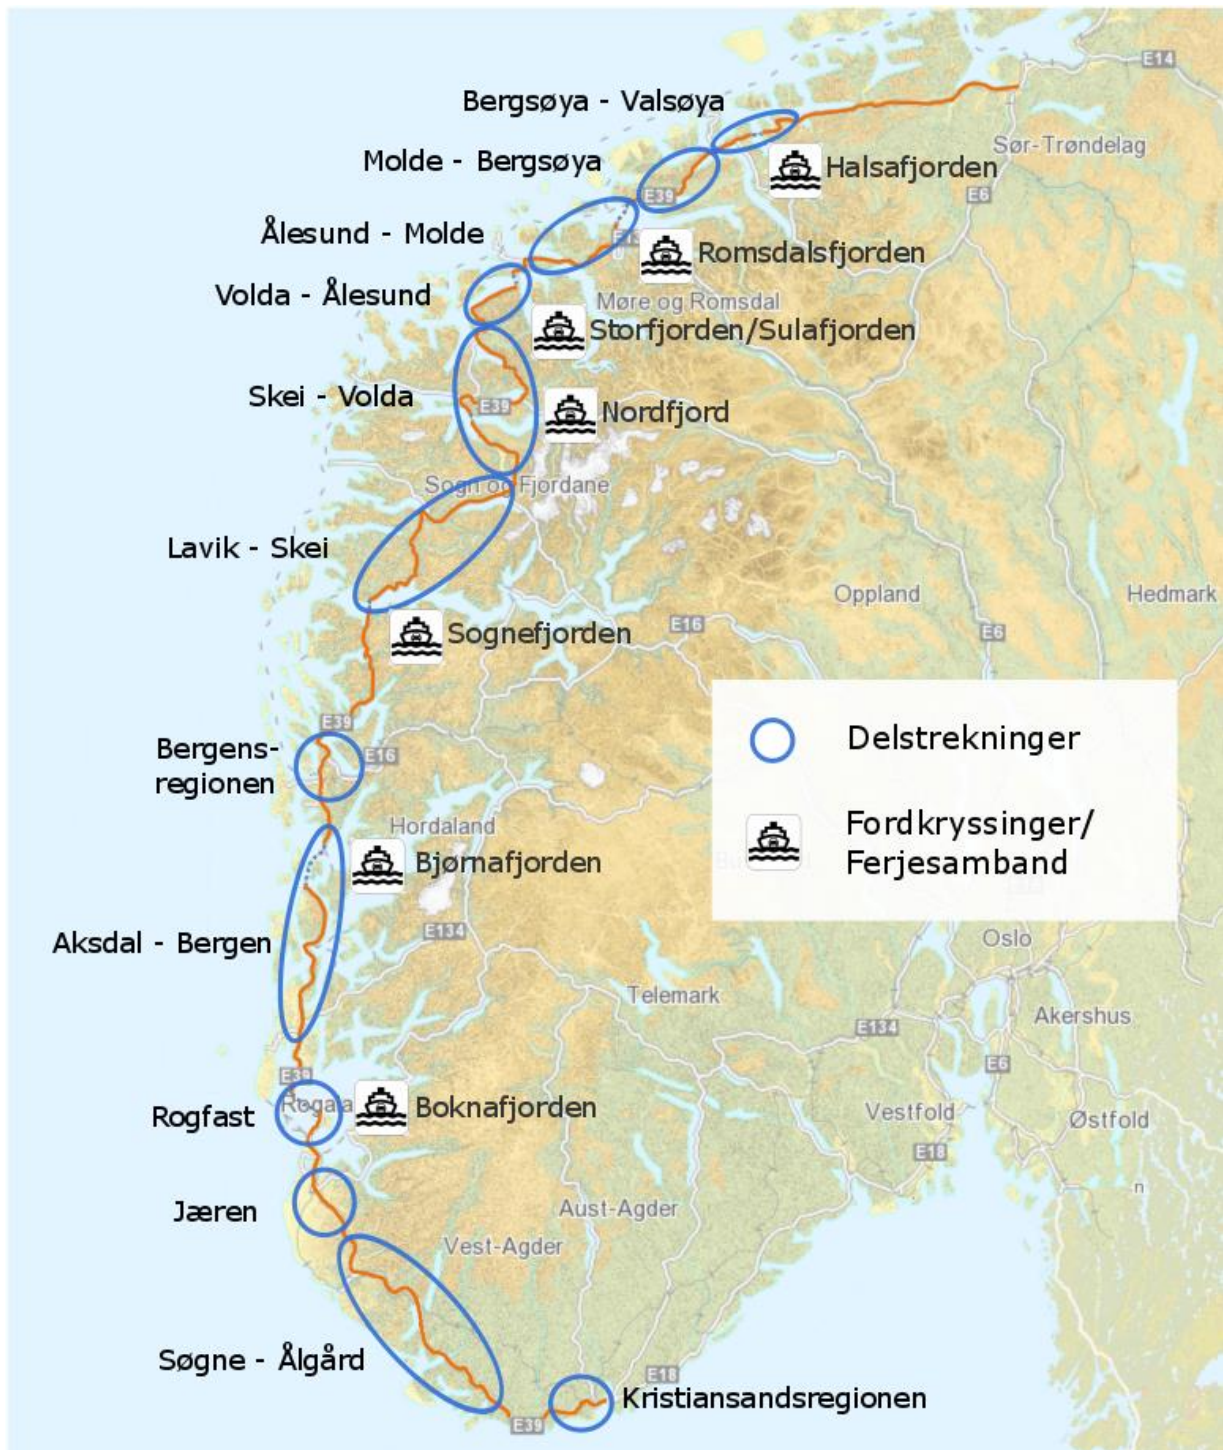 E14
Bergsøya - Valsøya
Sør-Trøndelag
Molde - Bergsøya
Halsafjorden
E39
E6
Ålesund - Molde
Romsdalsfjorden
Volda - Ålesund
Møre og Romsdal
Storfjorden/Sulafjorden
Skei - Volda
E39
Nordfjord
Sogn og Fjordane
Lavik - Skei
Oppland
Hedmark
Sognefjorden
E16
E6
E39
Bergens-
regionen
E16
Delstrekninger
Hordaland
Fordkryssinger/
Ferjesamband
Bjørnafjorden
Aksdal - Bergen
E134
Oslo
Telemark
Akershus
E134
E6
E39
Rogfast
Rogala
Boknafjorden
Vestfold
Østfold
E18
Jæren
Aust-Agder
n
Vest-Agder
Søgne - Ålgård
E18
Kristiansandsregionen
E39